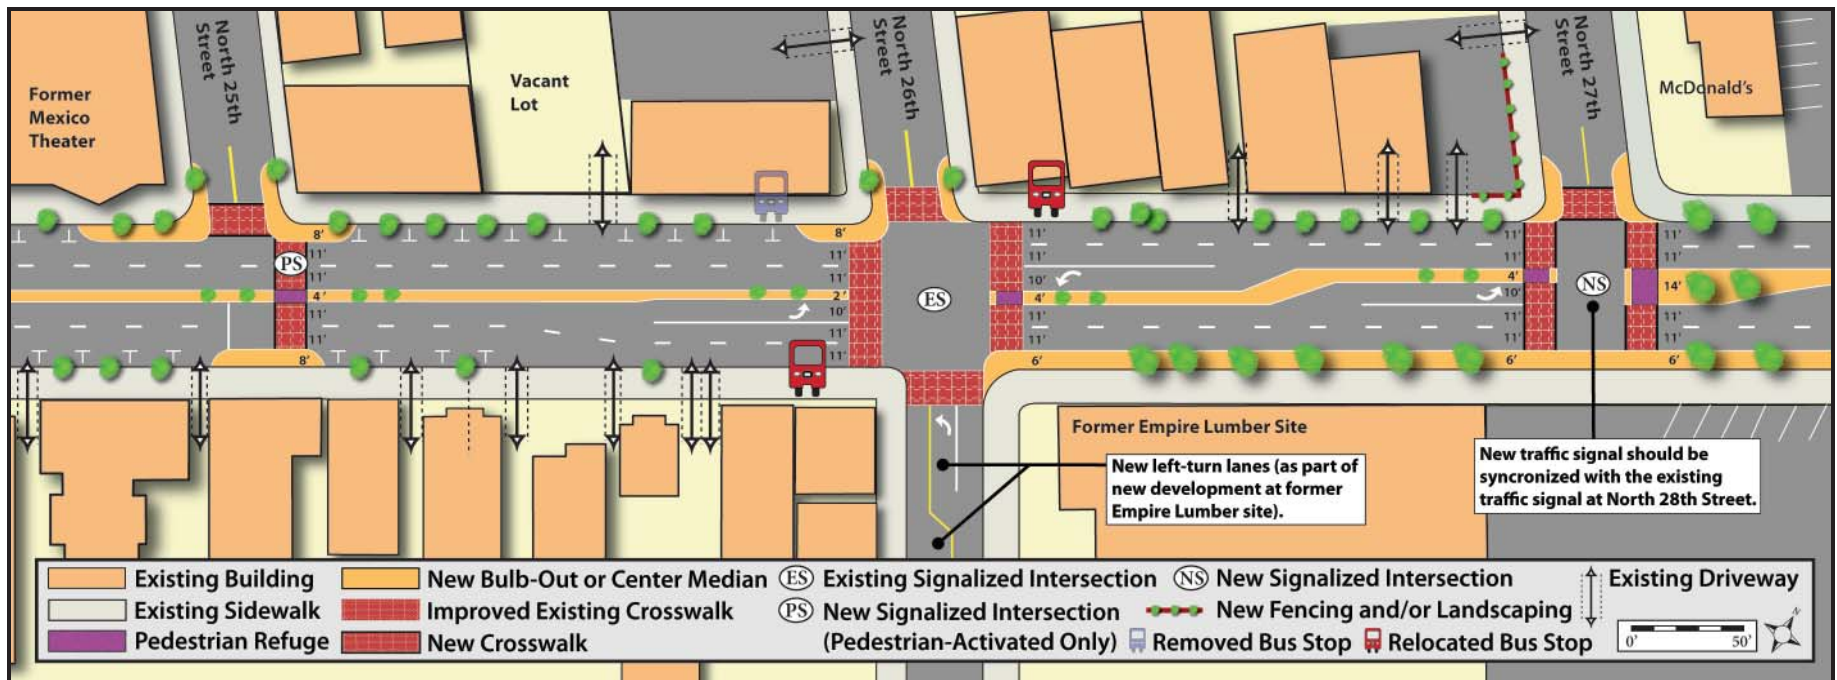 Former
Mexico
Theater
North 25th
Street
Vacant
Lot
North 26th
Street
North 27th
Street
McDonald's
8'
PS
11'
11'
4'
11'
11'
8'
8'
11'
11'
2'
10'
11'
11'
ES
11'
11'
10'
4'
11'
11'
6'
11'
11'
4'
10'
11'
11'
6'
NS
11'
11'
14'
11'
11'
6'
Former Empire Lumber Site
New left-turn lanes (as part of
new development at former
Empire Lumber site).
New traffic signal should be
syncronized with the existing
traffic signal at North 28th Street.
Existing Building
Existing Sidewalk
Pedestrian Refuge
New Bulb-Out or Center Median
Improved Existing Crosswalk
New Crosswalk
ES Existing Signalized Intersection
PS New Signalized Intersection
(Pedestrian-Activated Only)
NS New Signalized Intersection
New Fencing and/or Landscaping
Removed Bus Stop
Relocated Bus Stop
Existing Driveway
0' 50'
N